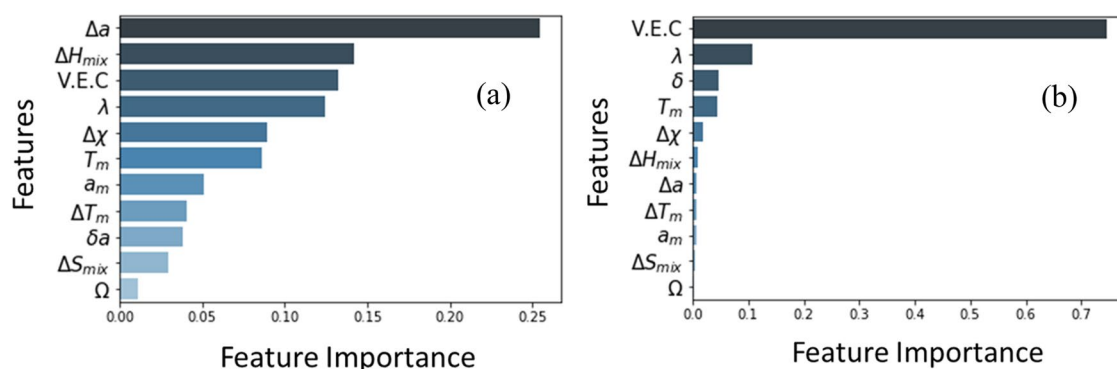 Δa
ΔH_mix
V.E.C
λ
Δχ
T_m
a_m
ΔT_m
δa
ΔS_mix
Ω
Features
(a)
0.00 0.05 0.10 0.15 0.20 0.25
Feature Importance
V.E.C
λ
δ
T_m
Δχ
ΔH_mix
Δa
ΔT_m
a_m
ΔS_mix
Ω
Features
(b)
0.0 0.1 0.2 0.3 0.4 0.5 0.6 0.7
Feature Importance